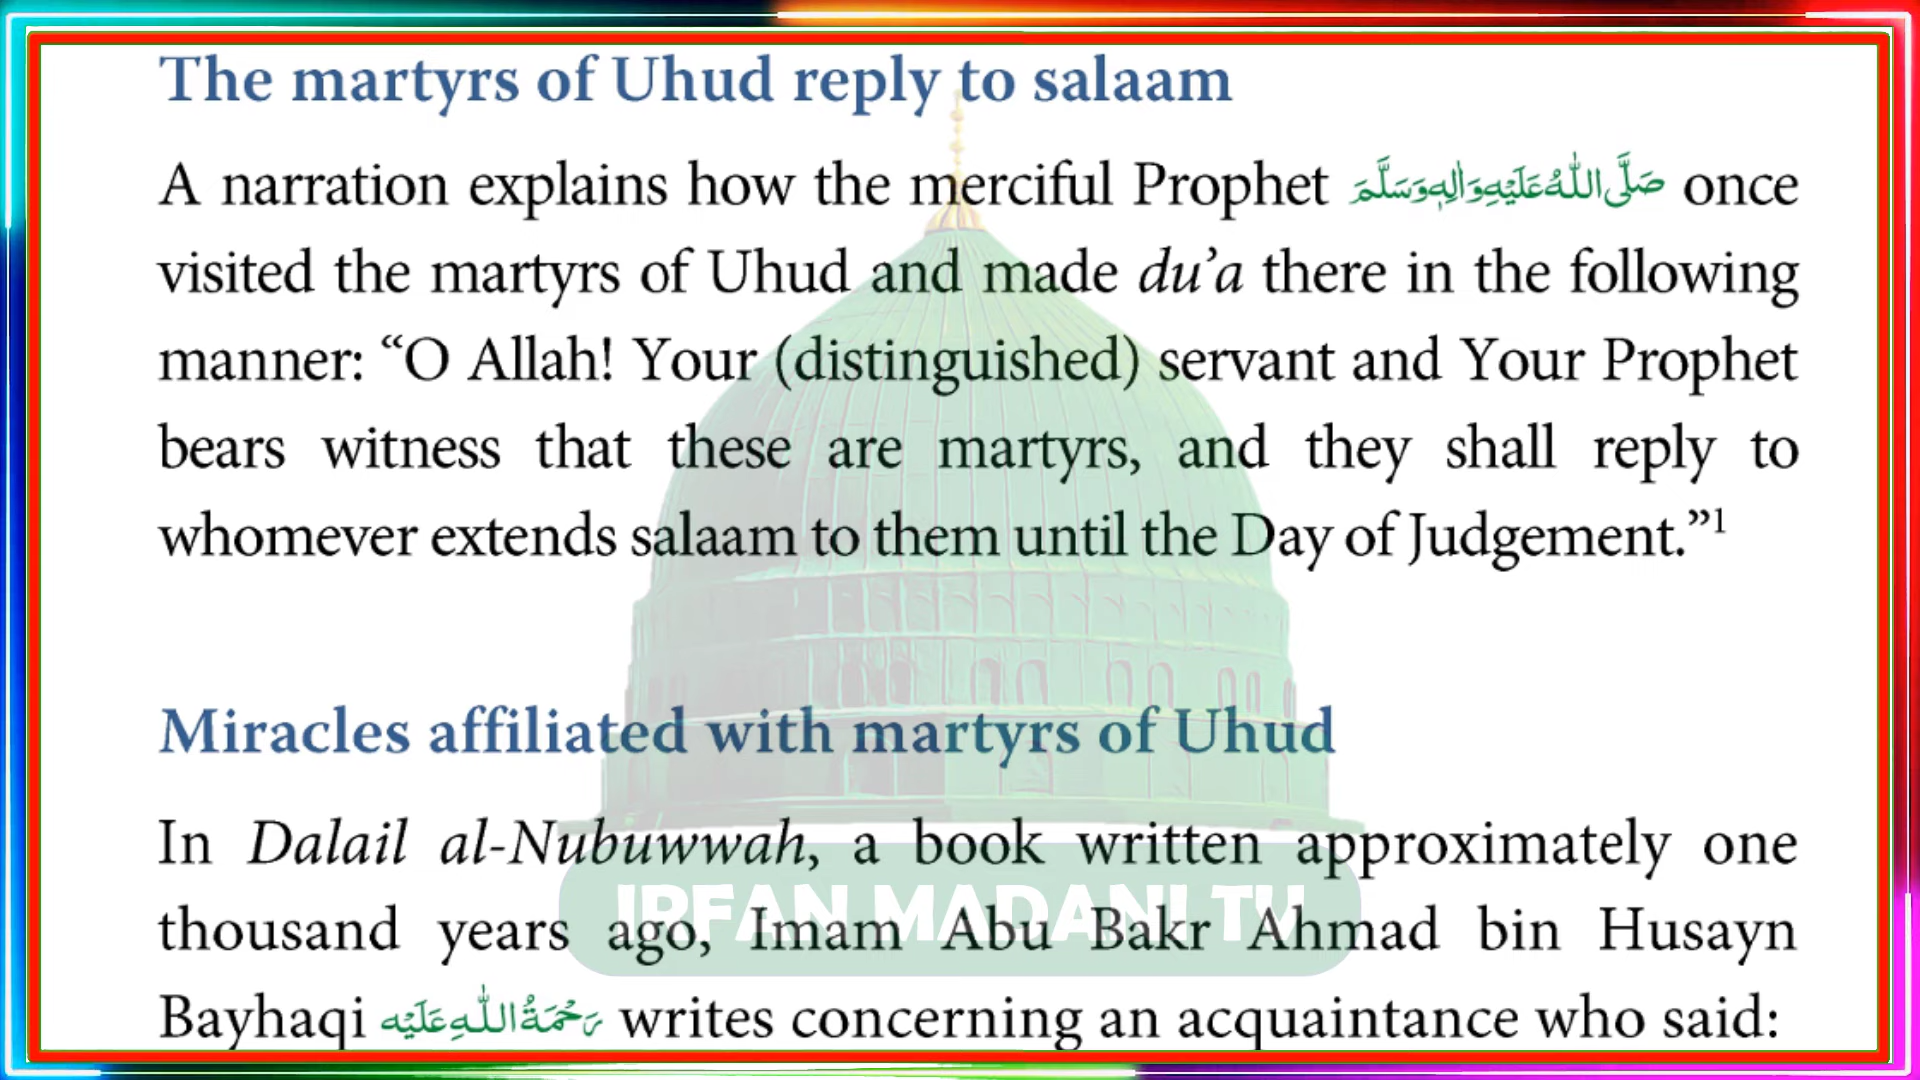 The martyrs of Uhud reply to salaam
A narration explains how the merciful Prophet صَلَّى اللّٰهُ عَلَيْهِ وَاٰلِهٖ وَسَلَّمَ once
visited the martyrs of Uhud and made du’a there in the following
manner: “O Allah! Your (distinguished) servant and Your Prophet
bears witness that these are martyrs, and they shall reply to
whomever extends salaam to them until the Day of Judgement.”¹
Miracles affiliated with martyrs of Uhud
In Dalail al-Nubuwwah, a book written approximately one
thousand years ago, Imam Abu Bakr Ahmad bin Husayn
IRFAN MADANI TV
Bayhaqi رَحْمَةُ اللّٰهِ عَلَيْه writes concerning an acquaintance who said: